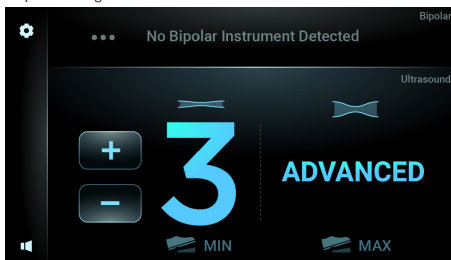 Bipolar
••• No Bipolar Instrument Detected
Ultrasound
+
3
ADVANCED
−
MIN
MAX